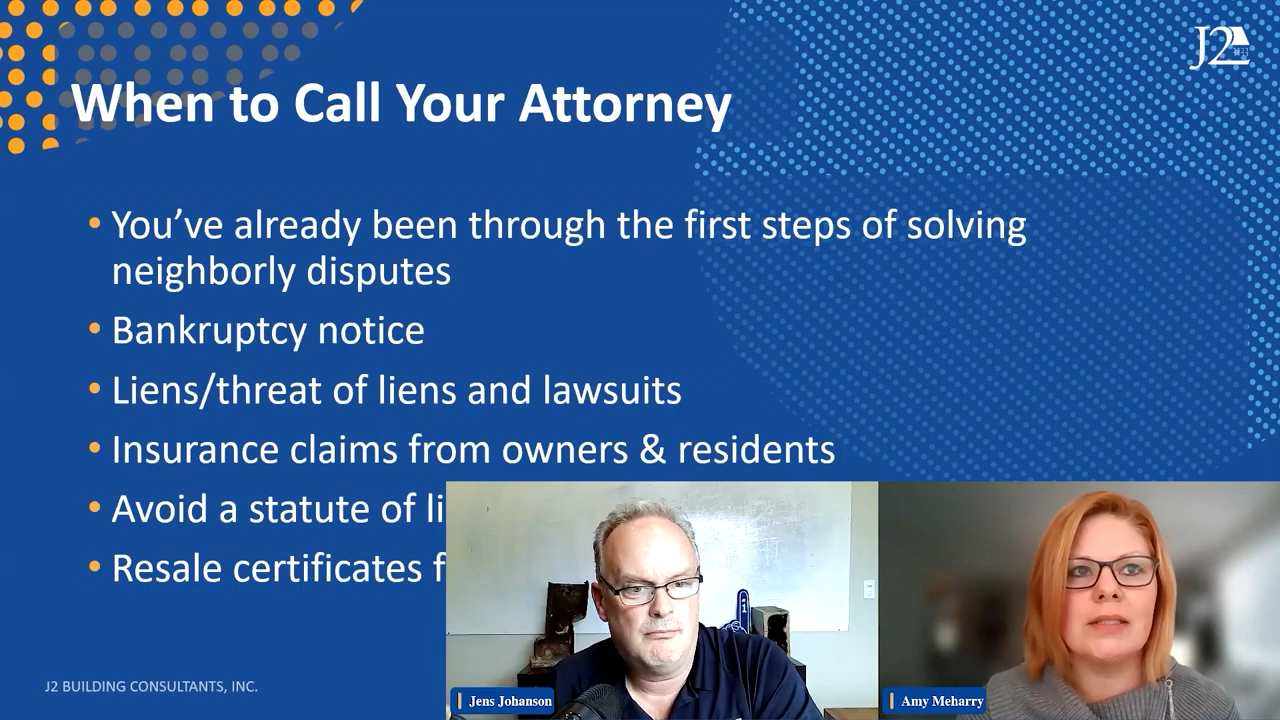 J2
When to Call Your Attorney
• You’ve already been through the first steps of solving
neighborly disputes
• Bankruptcy notice
• Liens/threat of liens and lawsuits
• Insurance claims from owners & residents
• Avoid a statute of li
• Resale certificates f
#1
J2 BUILDING CONSULTANTS, INC.
Jens Johanson
Amy Meharry